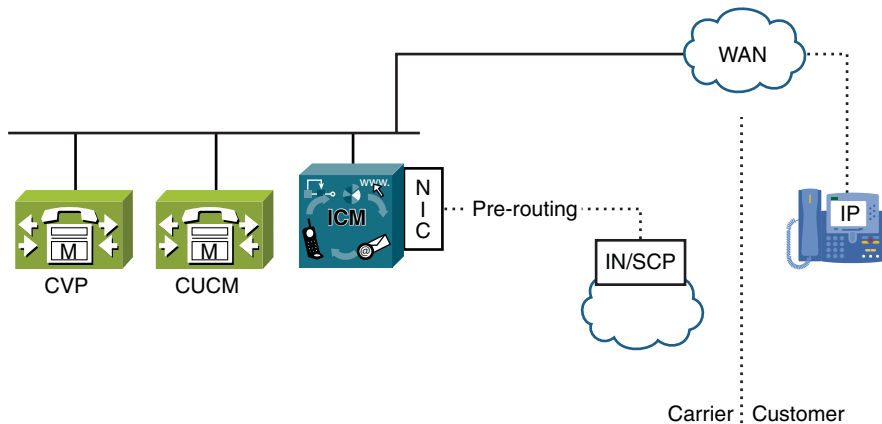 WAN
www.
ICM
@
N
I
C
Pre-routing
M
M
IP
IN/SCP
CVP
CUCM
Carrier
Customer